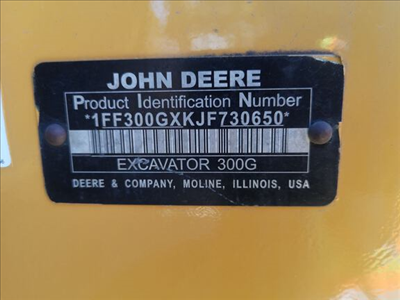 JOHN DEERE
Product Identification Number
*1FF300GXKJF730650*
EXCAVATOR 300G
DEERE & COMPANY, MOLINE, ILLINOIS, USA